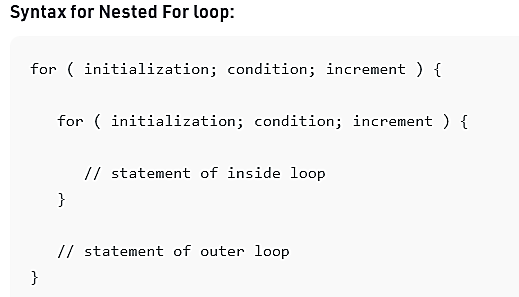 Syntax for Nested For loop:
for ( initialization; condition; increment ) {
for ( initialization; condition; increment ) {
// statement of inside loop
}
// statement of outer loop
}